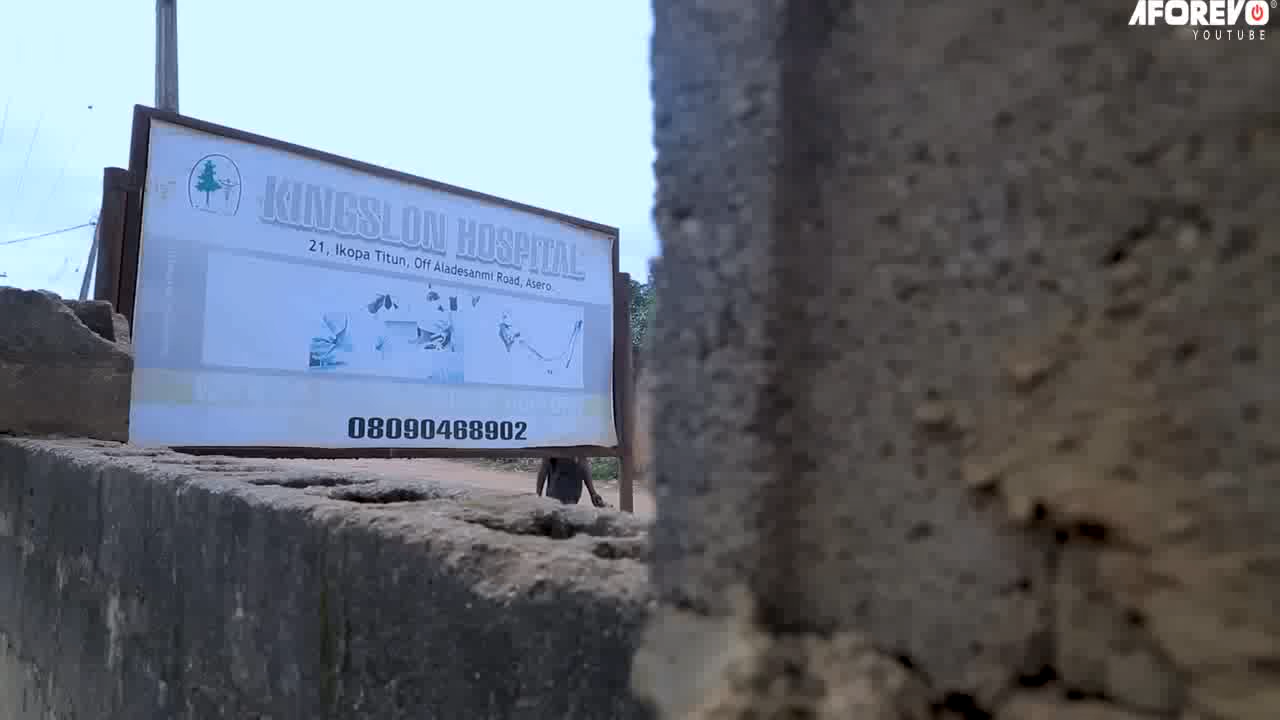 AFOREVO
YOUTUBE
KINGSLON HOSPITAL
21, Ikopa Titun, Off Aladesanmi Road, Asero.
08090468902